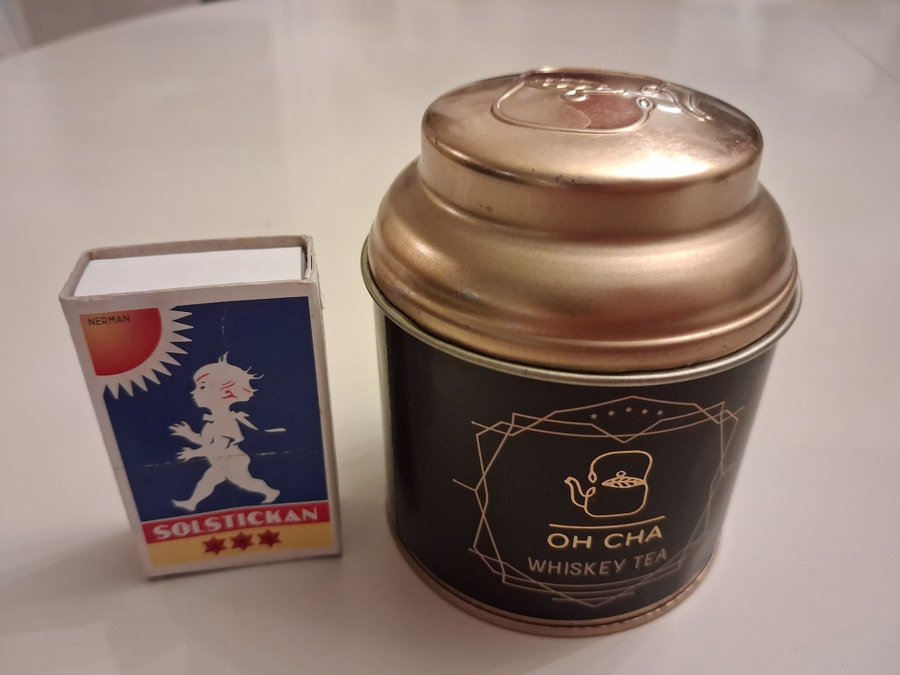 NERMAN
SOLSTICKAN
OH CHA
WHISKEY TEA